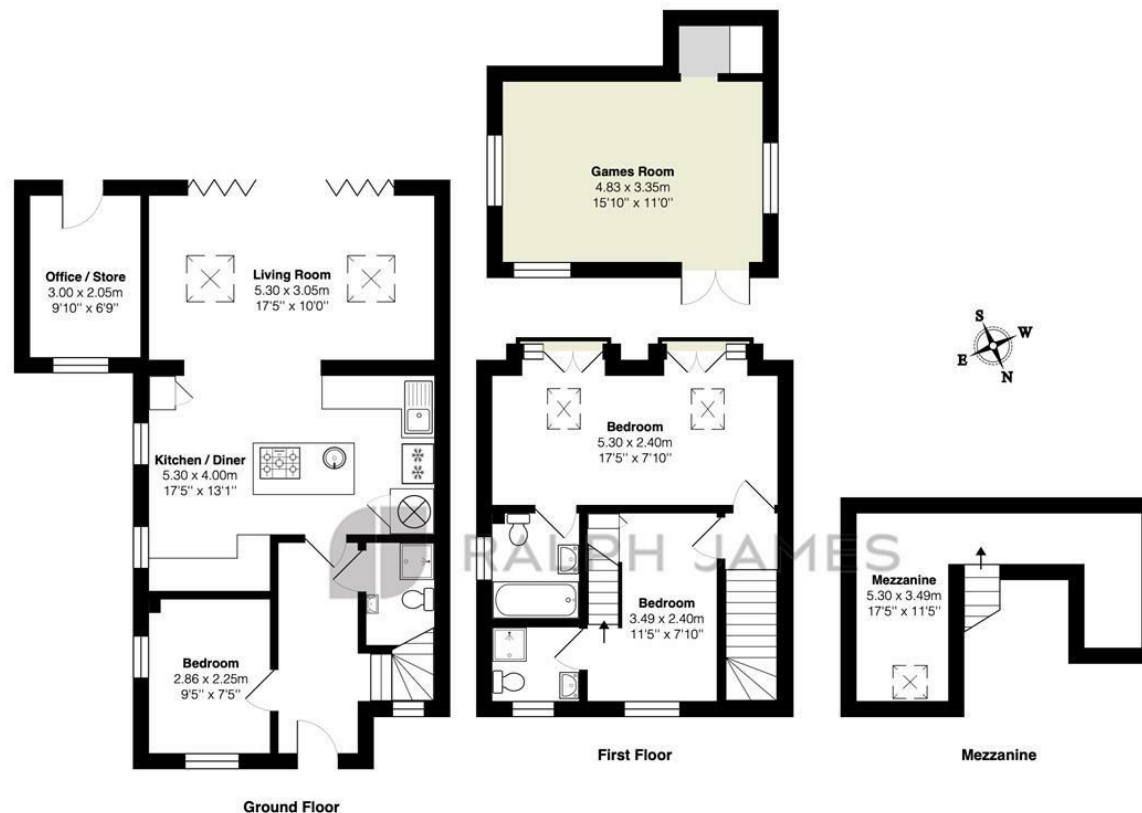 Games Room
4.83 x 3.35m
15'10" x 11'0"
Office / Store
3.00 x 2.05m
9'10" x 6'9"
Living Room
5.30 x 3.05m
17'5" x 10'0"
S
W
E
N
Kitchen / Diner
5.30 x 4.00m
17'5" x 13'1"
Bedroom
5.30 x 2.40m
17'5" x 7'10"
RALPH JAMES
Bedroom
2.86 x 2.25m
9'5" x 7'5"
Bedroom
3.49 x 2.40m
11'5" x 7'10"
Mezzanine
5.30 x 3.49m
17'5" x 11'5"
First Floor
Mezzanine
Ground Floor